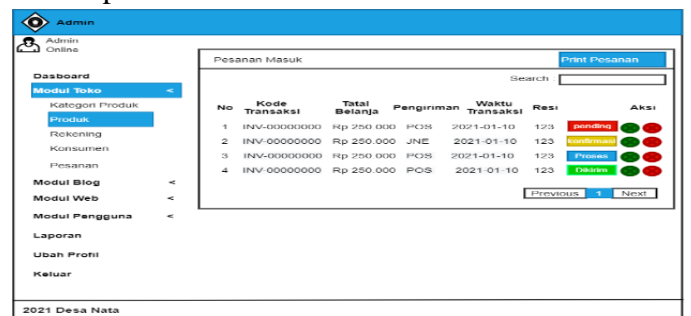 Admin
Admin
Online
Dasboard
Modul Toko <
Kategori Produk
Produk
Rekening
Konsumen
Pesanan
Modul Blog <
Modul Web <
Modul Pengguna <
Laporan
Ubah Profil
Keluar
Pesanan Masuk Print Pesanan
Search :
No Kode Transaksi Tatal Belanja Pengiriman Waktu Transaksi Resi Aksi
1 INV-00000000 Rp 250.000 POS 2021-01-10 123 pending
2 INV-00000000 Rp 250.000 JNE 2021-01-10 123 konfirmasi
3 INV-00000000 Rp 250.000 POS 2021-01-10 123 Proses
4 INV-00000000 Rp 250.000 POS 2021-01-10 123 Dikirim
Previous 1 Next
2021 Desa Nata